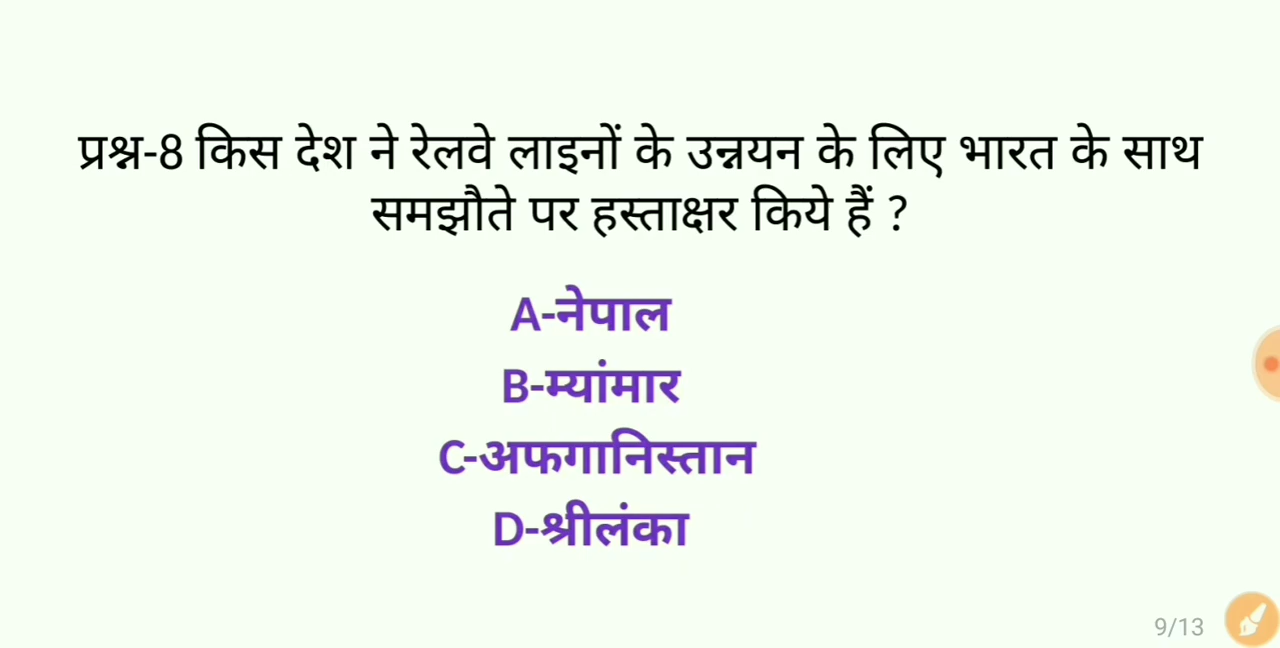 प्रश्न-8 किस देश ने रेलवे लाइनों के उन्नयन के लिए भारत के साथ
समझौते पर हस्ताक्षर किये हैं ?
A-नेपाल
B-म्यांमार
C-अफगानिस्तान
D-श्रीलंका
9/13